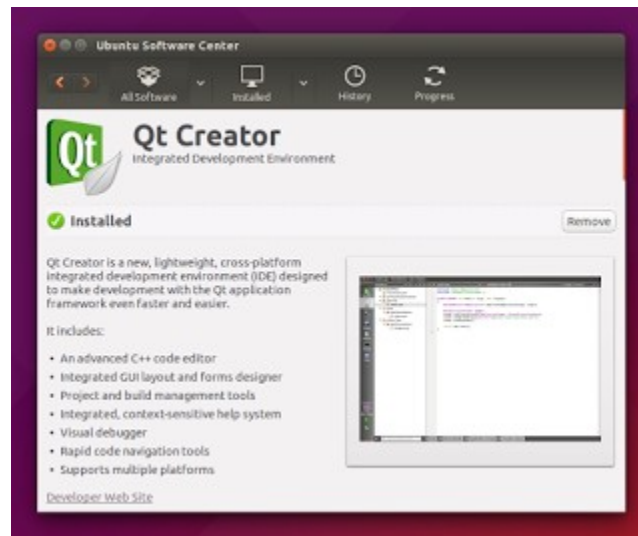 Ubuntu Software Center
All Software
Installed
History
Progress
Qt
Qt Creator
Integrated Development Environment
Installed
Remove
Qt Creator is a new, lightweight, cross-platform
integrated development environment (IDE) designed
to make development with the Qt application
framework even faster and easier.
It includes:
• An advanced C++ code editor
• Integrated GUI layout and forms designer
• Project and build management tools
• Integrated, context-sensitive help system
• Visual debugger
• Rapid code navigation tools
• Supports multiple platforms
Developer Web Site